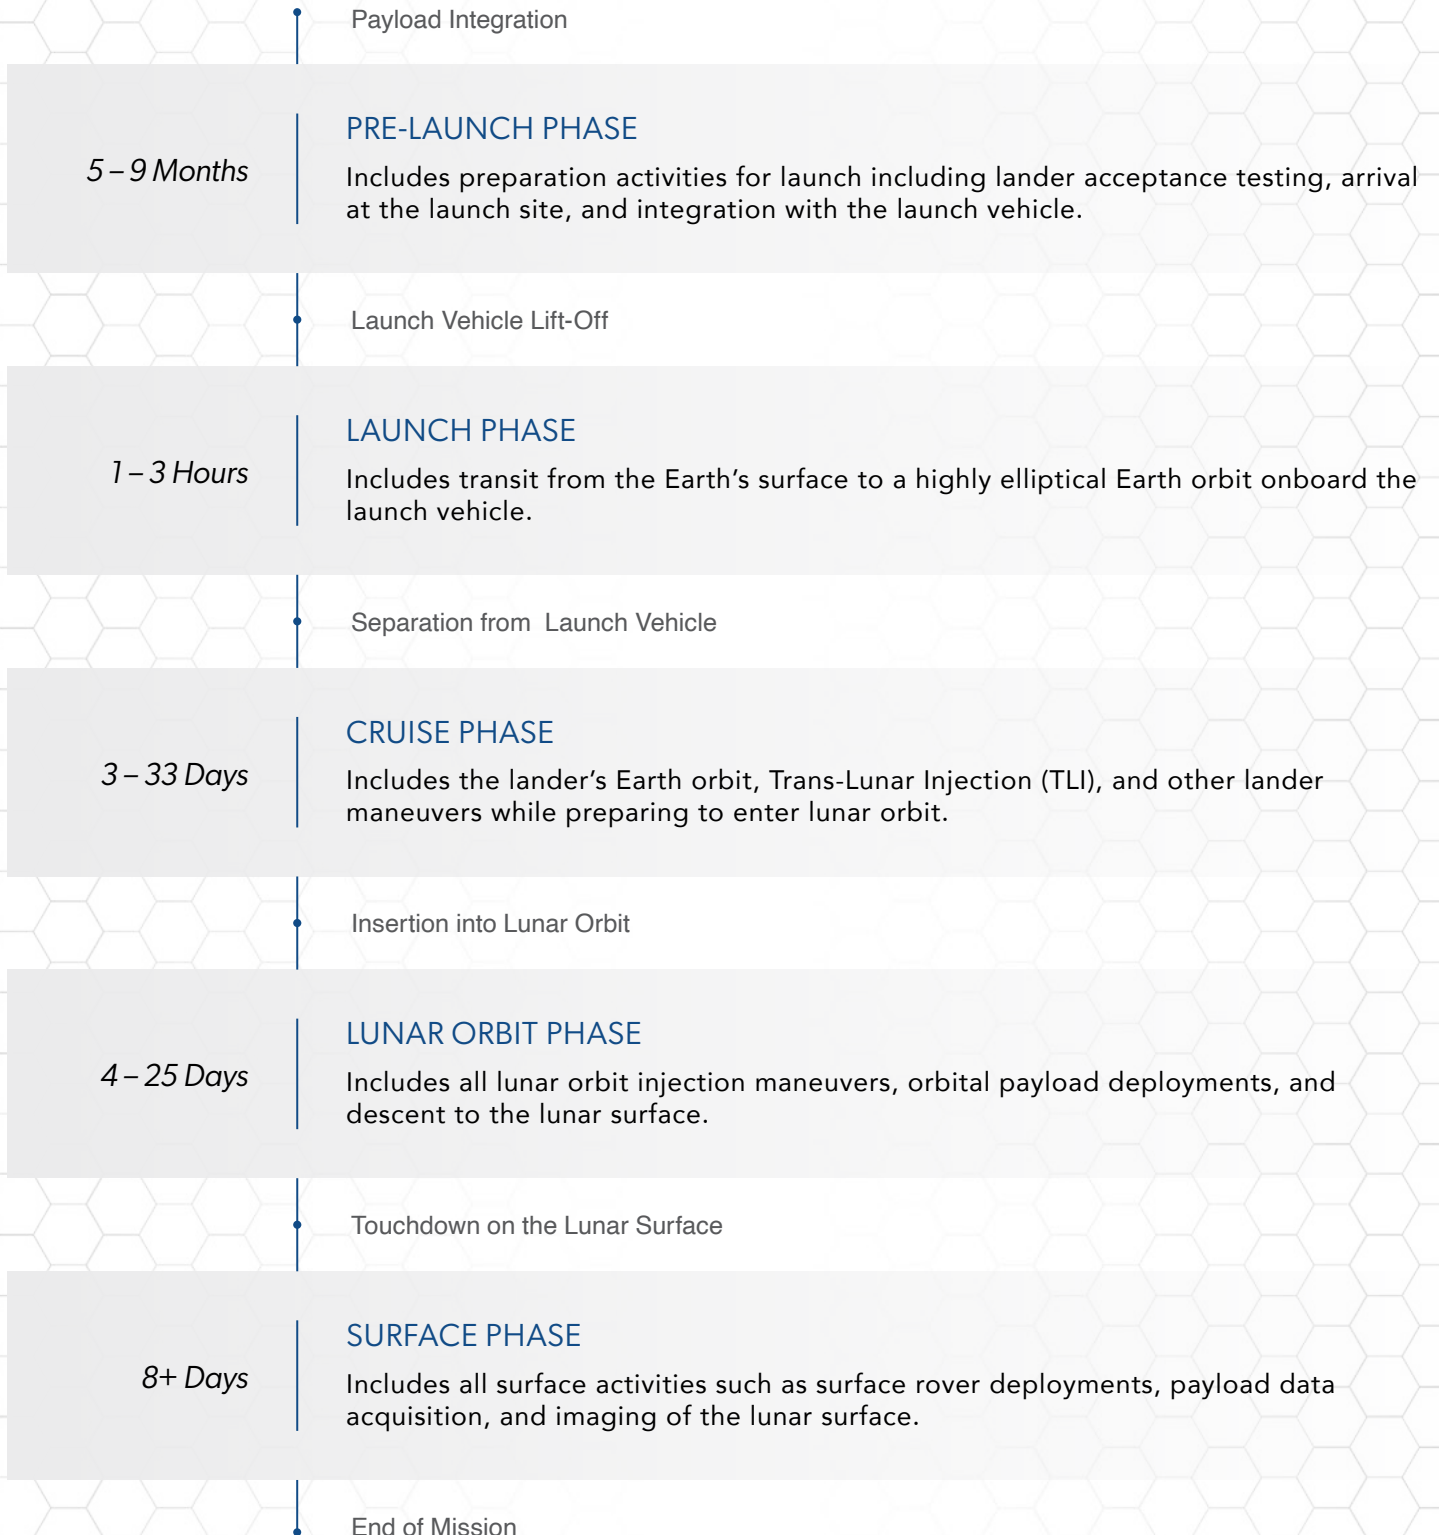 Payload Integration
PRE-LAUNCH PHASE
5 – 9 Months
Includes preparation activities for launch including lander acceptance testing, arrival
at the launch site, and integration with the launch vehicle.
Launch Vehicle Lift-Off
LAUNCH PHASE
1 – 3 Hours
Includes transit from the Earth’s surface to a highly elliptical Earth orbit onboard the
launch vehicle.
Separation from Launch Vehicle
CRUISE PHASE
3 – 33 Days
Includes the lander’s Earth orbit, Trans-Lunar Injection (TLI), and other lander
maneuvers while preparing to enter lunar orbit.
Insertion into Lunar Orbit
LUNAR ORBIT PHASE
4 – 25 Days
Includes all lunar orbit injection maneuvers, orbital payload deployments, and
descent to the lunar surface.
Touchdown on the Lunar Surface
SURFACE PHASE
8+ Days
Includes all surface activities such as surface rover deployments, payload data
acquisition, and imaging of the lunar surface.
End of Mission